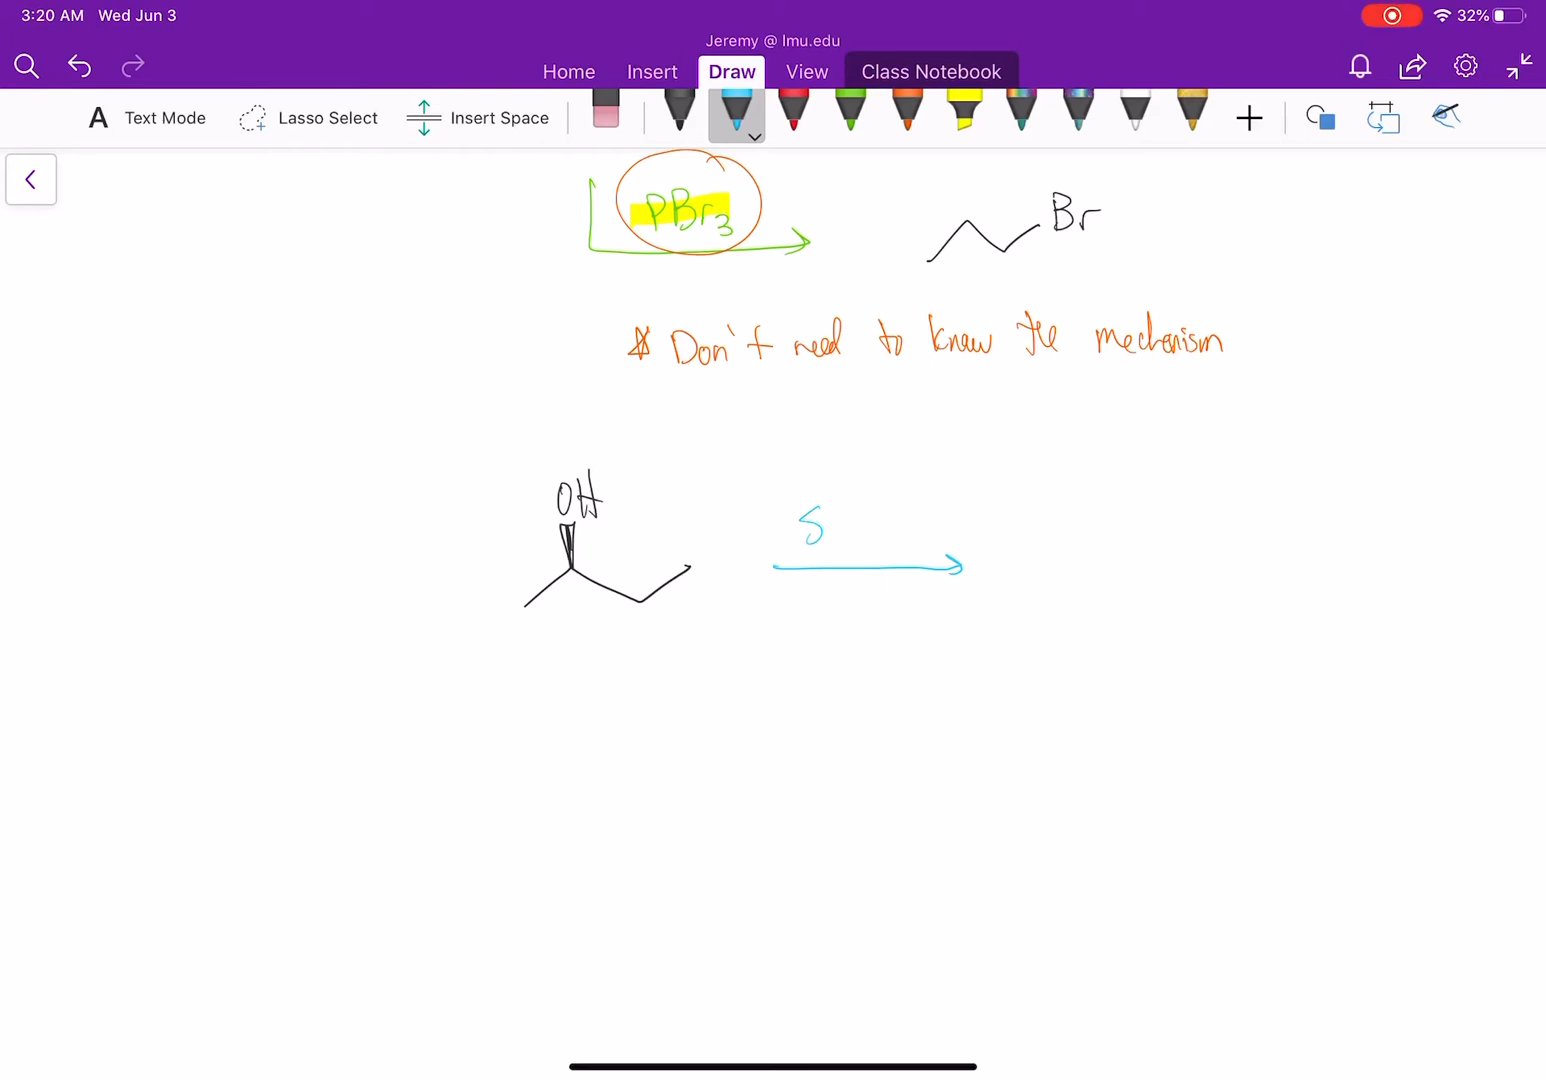 3:20 AM Wed Jun 3
32%
Jeremy @ lmu.edu
Home Insert Draw View Class Notebook
A Text Mode Lasso Select Insert Space
PBr3
Br
* Don't need to know the mechanism
OH
S